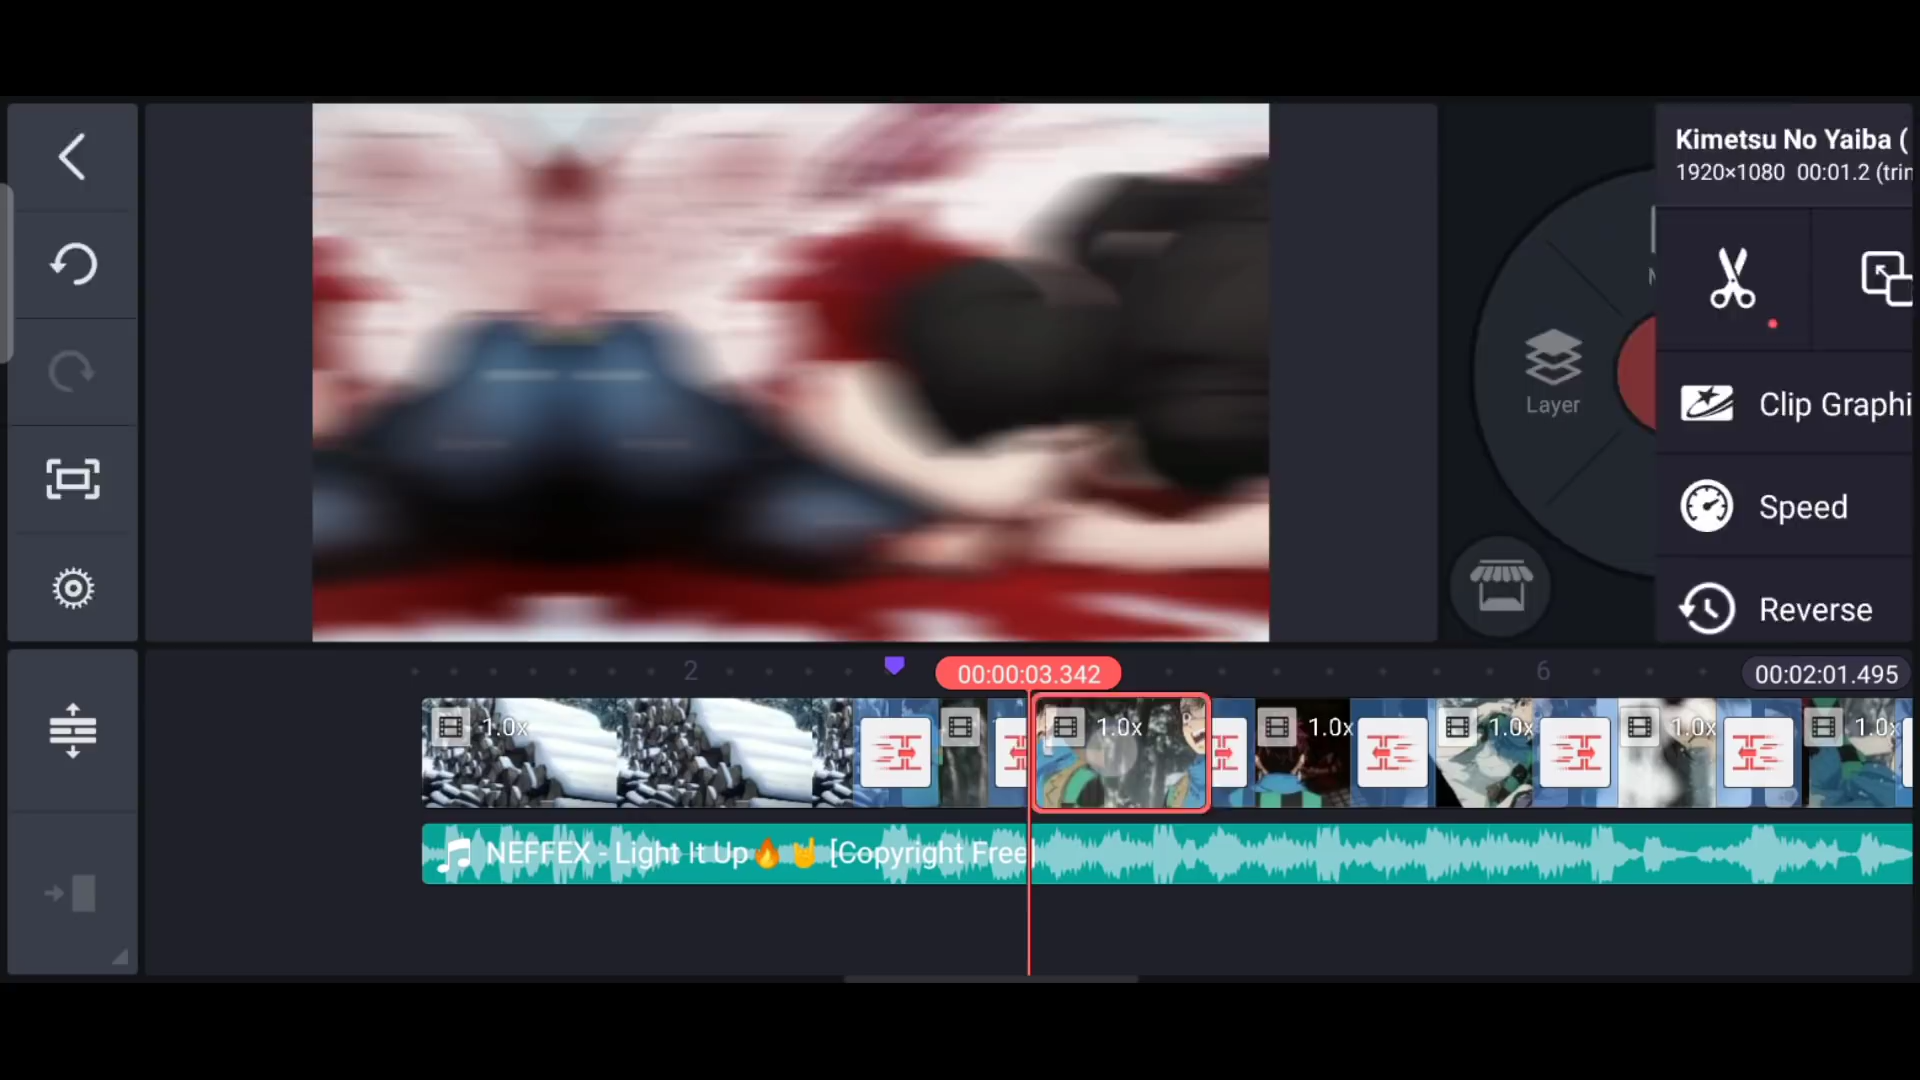 Kimetsu No Yaiba (
1920×1080 00:01.2 (trin
Layer
Clip Graphi
Speed
Reverse
2
00:00:03.342
6
00:02:01.495
1.0x
1.0x
1.0x
1.0x
1.0x
1.0x
NEFFEX - Light It Up🔥🤘 [Copyright Free]